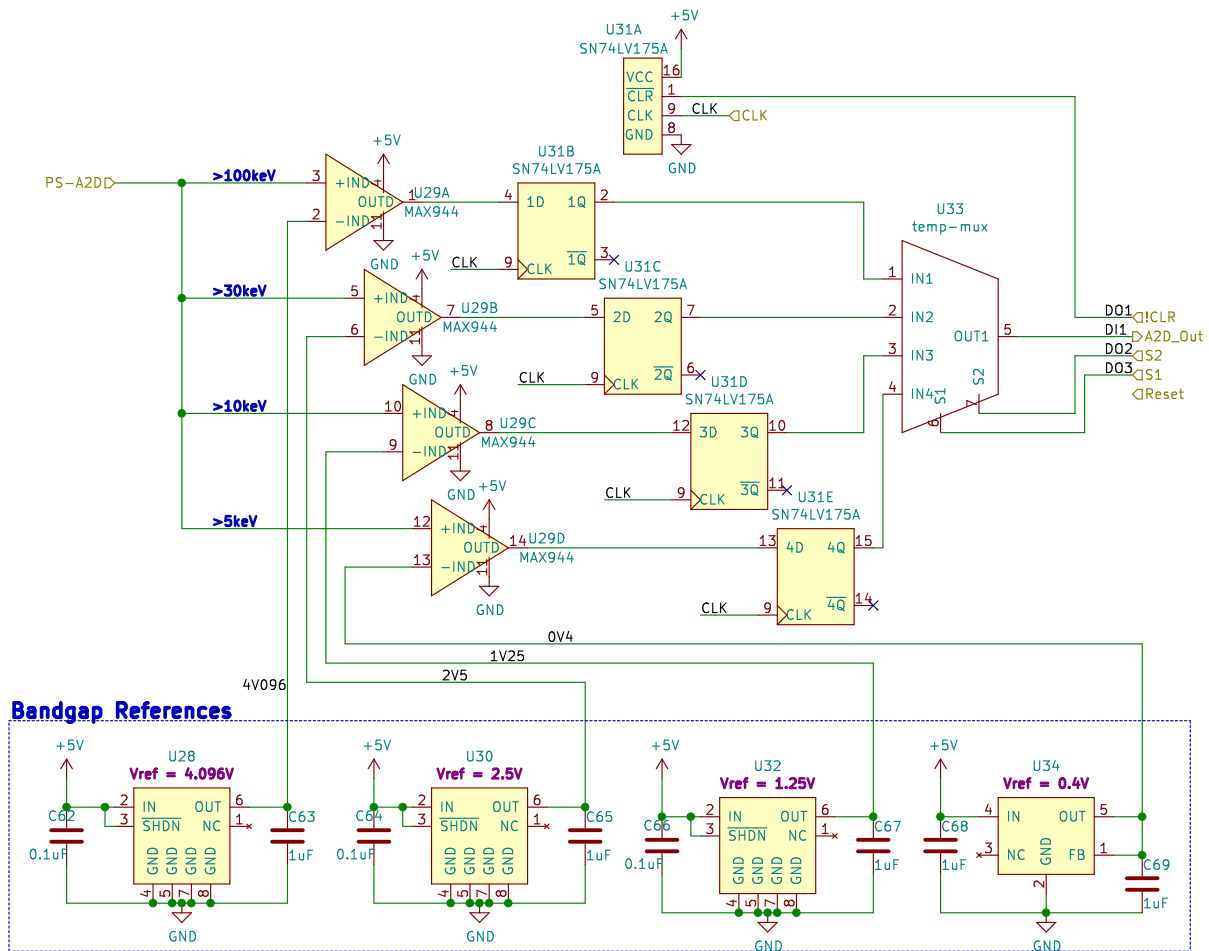 +5V
U31A
SN74LV175A
VCC 16
CLR 1
CLK 9 CLK CLK
GND 8
GND
PS-A2D
>100keV
+5V
3 +IND 4
OUTD 1
2 -IND 11
U29A
MAX944
GND
U31B
SN74LV175A
4 1D 1Q 2
1Q 3
CLK 9 CLK
U33
temp-mux
1 IN1
2 IN2
3 IN3
4 IN4
OUT1 5
S1
S2
6
DO1 !CLR
DI1 A2D_Out
DO2 S2
DO3 S1
Reset
>30keV
+5V
5 +IND 4
OUTD 7
6 -IND 11
U29B
MAX944
GND
U31C
SN74LV175A
5 2D 2Q 7
2Q 6
CLK 9 CLK
>10keV
+5V
10 +IND 4
OUTD 8
9 -IND 11
U29C
MAX944
GND
U31D
SN74LV175A
12 3D 3Q 10
3Q 11
CLK 9 CLK
>5keV
+5V
12 +IND 4
OUTD 14
13 -IND 11
U29D
MAX944
GND
U31E
SN74LV175A
13 4D 4Q 15
4Q 14
CLK 9 CLK
0V4
1V25
2V5
4V096
Bandgap References
+5V
U28
Vref = 4.096V
C62
0.1uF
2 IN OUT 6
3 SHDN NC 1
GND GND GND GND
4 5 7 8
C63
1uF
GND
+5V
U30
Vref = 2.5V
C64
0.1uF
2 IN OUT 6
3 SHDN NC 1
GND GND GND GND
4 5 7 8
C65
1uF
GND
+5V
U32
Vref = 1.25V
C66
0.1uF
2 IN OUT 6
3 SHDN NC 1
GND GND GND GND
4 5 7 8
C67
1uF
GND
+5V
U34
Vref = 0.4V
C68
1uF
4 IN OUT 5
3 NC FB 1
GND
2
C69
1uF
GND